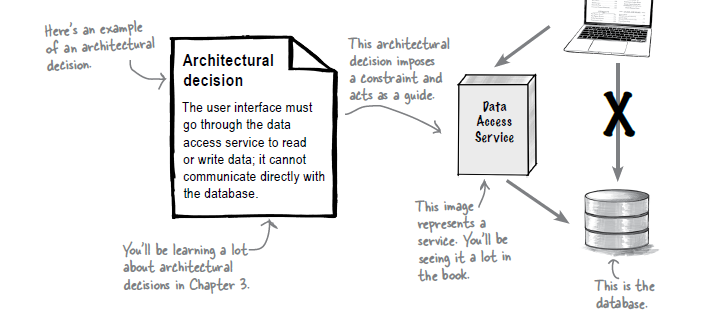 Here's an example
of an architectural
decision.
Architectural
decision
The user interface must
go through the data
access service to read
or write data; it cannot
communicate directly with
the database.
You'll be learning a lot
about architectural
decisions in Chapter 3.
This architectural
decision imposes
a constraint and
acts as a guide.
Data
Access
Service
X
This image
represents a
service. You'll be
seeing it a lot in
the book.
This is the
database.